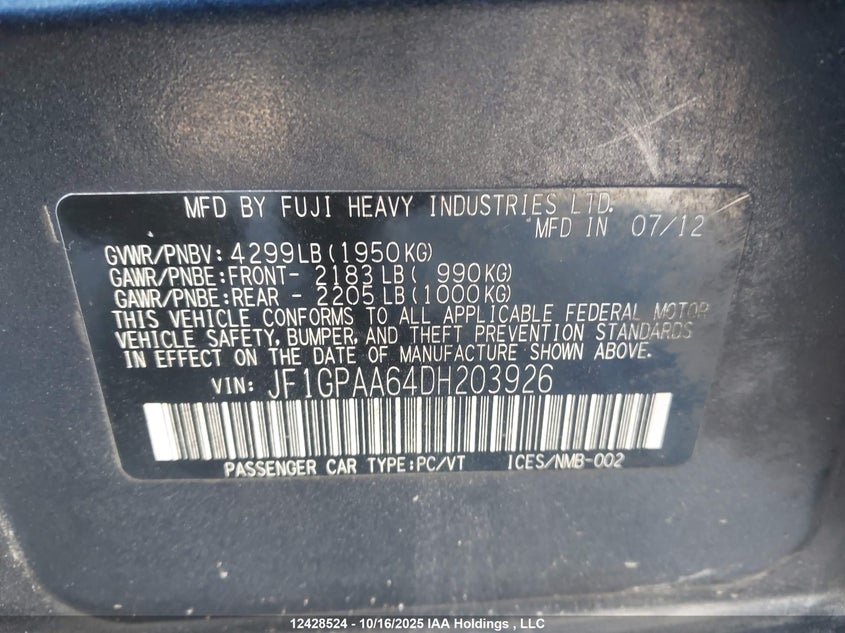 MFD BY FUJI HEAVY INDUSTRIES LTD.
MFD IN 07/12
GVWR/PNBV: 4299LB(1950KG)
GAWR/PNBE:FRONT- 2183LB( 990KG)
GAWR/PNBE:REAR - 2205LB(1000KG)
THIS VEHICLE CONFORMS TO ALL APPLICABLE FEDERAL MOTOR
VEHICLE SAFETY, BUMPER, AND THEFT PREVENTION STANDARDS
IN EFFECT ON THE DATE OF MANUFACTURE SHOWN ABOVE.
VIN: JF1GPAA64DH203926
PASSENGER CAR TYPE:PC/VT ICES/NMB-002
12428524 - 10/16/2025 IAA Holdings , LLC